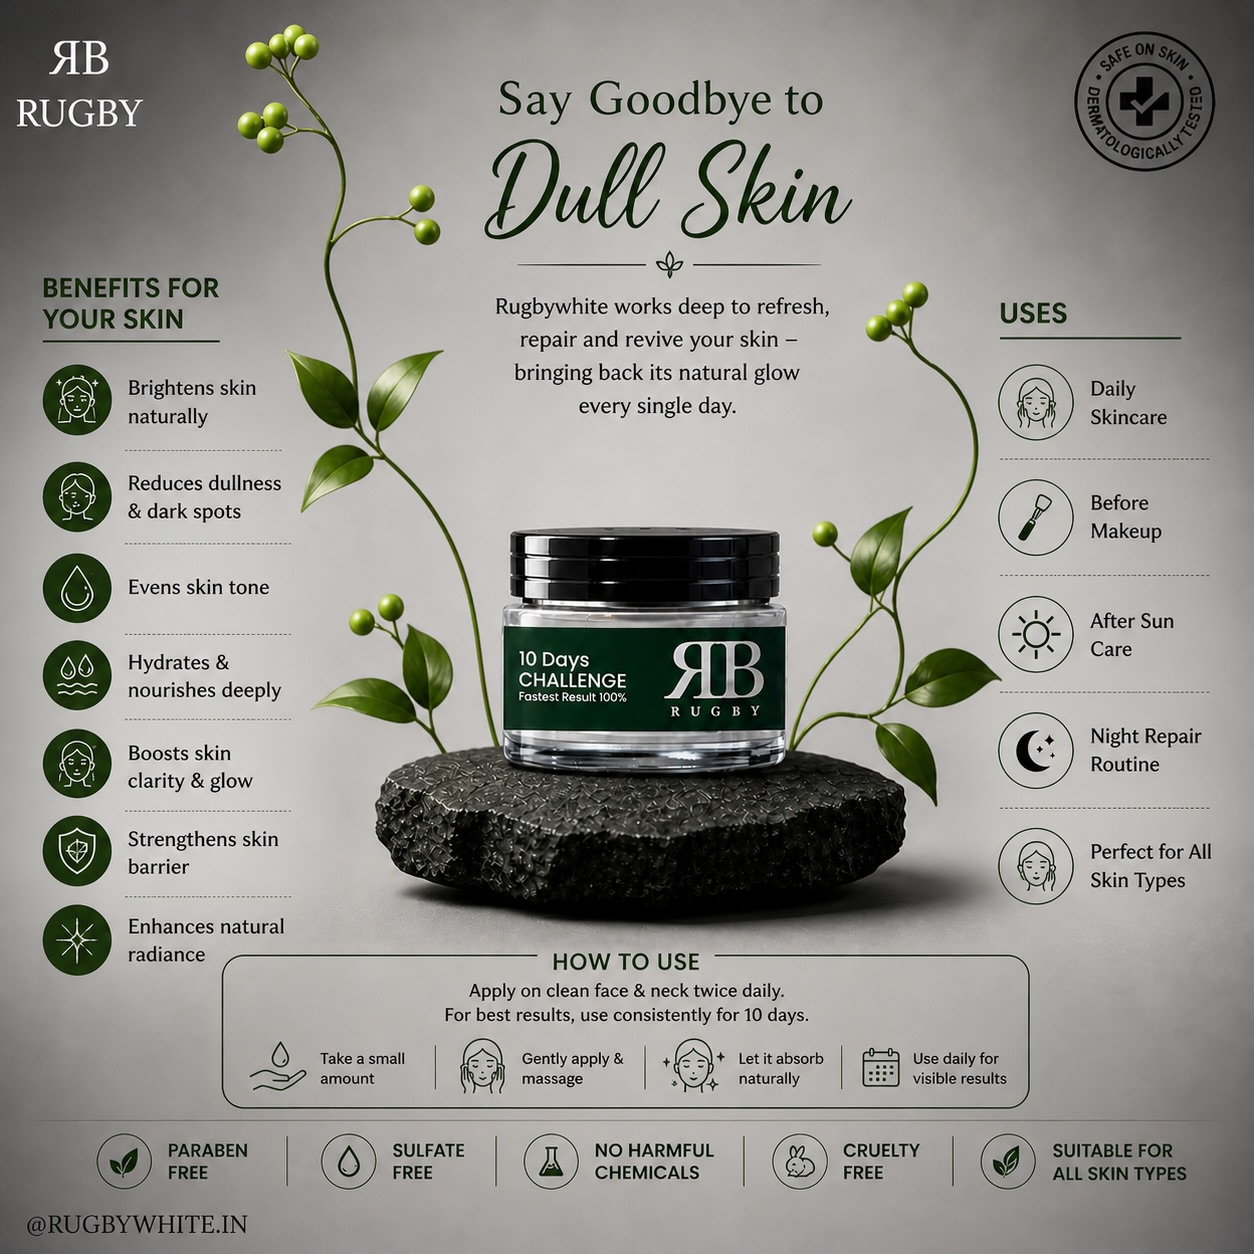 ЯB
RUGBY
SAFE ON SKIN
DERMATOLOGICALLY TESTED
Say Goodbye to
Dull Skin
Rugbywhite works deep to refresh,
repair and revive your skin –
bringing back its natural glow
every single day.
BENEFITS FOR
YOUR SKIN
Brightens skin
naturally
Reduces dullness
& dark spots
Evens skin tone
Hydrates &
nourishes deeply
Boosts skin
clarity & glow
Strengthens skin
barrier
Enhances natural
radiance
USES
Daily
Skincare
Before
Makeup
After Sun
Care
Night Repair
Routine
Perfect for All
Skin Types
10 Days
CHALLENGE
Fastest Result 100%
ЯB
RUGBY
HOW TO USE
Apply on clean face & neck twice daily.
For best results, use consistently for 10 days.
Take a small
amount
Gently apply &
massage
Let it absorb
naturally
Use daily for
visible results
PARABEN
FREE
SULFATE
FREE
NO HARMFUL
CHEMICALS
CRUELTY
FREE
SUITABLE FOR
ALL SKIN TYPES
@RUGBYWHITE.IN